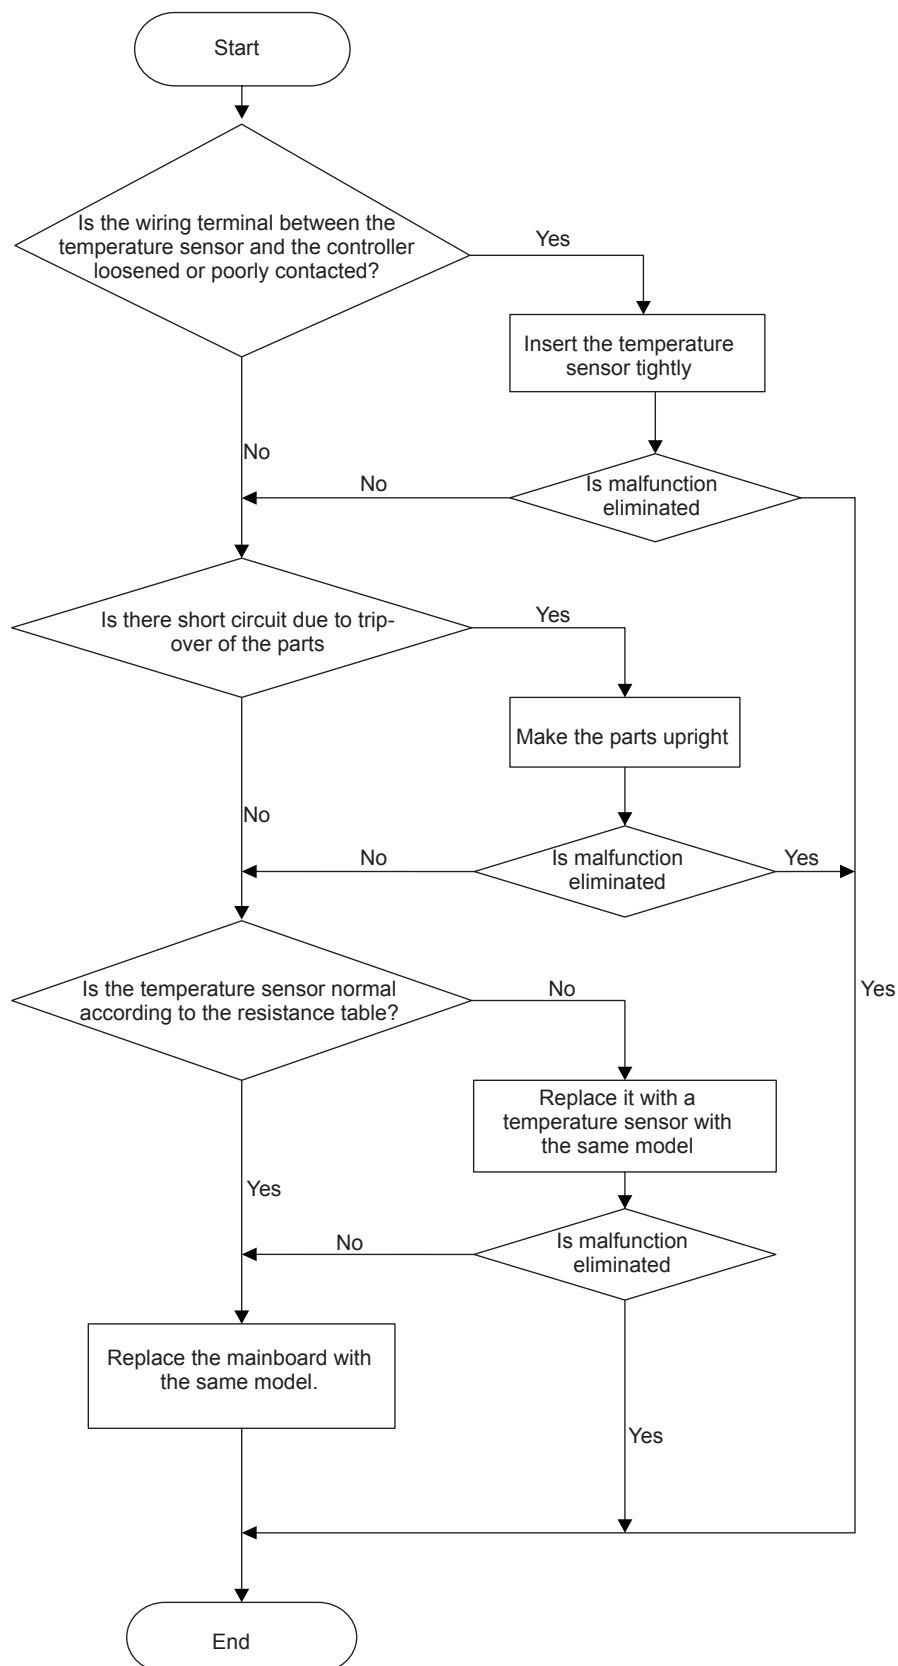 Start
Is the wiring terminal between the
temperature sensor and the controller
loosened or poorly contacted?
Yes
Insert the temperature
sensor tightly
No
No
Is malfunction
eliminated
Is there short circuit due to trip-
over of the parts
Yes
Make the parts upright
No
No
Is malfunction
eliminated
Yes
Is the temperature sensor normal
according to the resistance table?
No
Yes
Replace it with a
temperature sensor with
the same model
Yes
No
Is malfunction
eliminated
Replace the mainboard with
the same model.
Yes
End